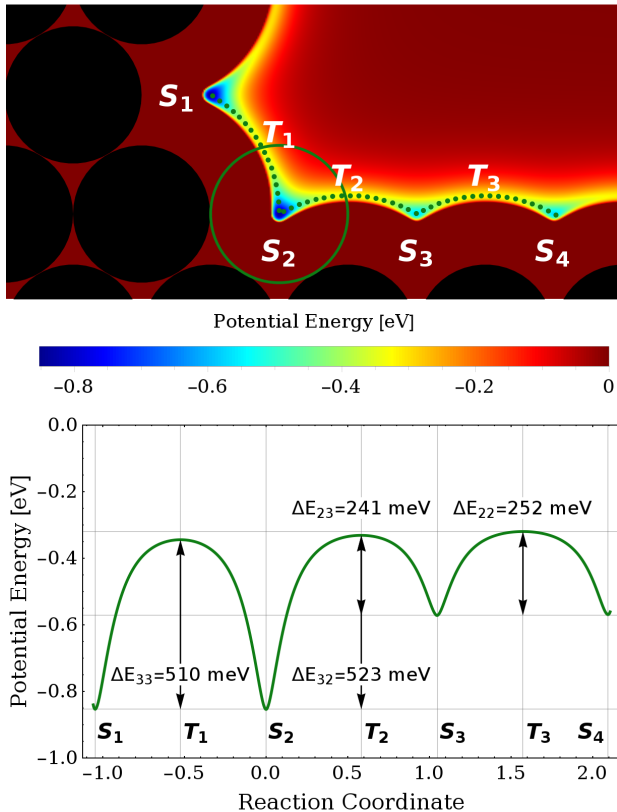 S1
T1
T2
T3
S2
S3
S4
Potential Energy [eV]
−0.8 −0.6 −0.4 −0.2 0
0.0
−0.2
−0.4
−0.6
−0.8
−1.0
Potential Energy [eV]
ΔE23=241 meV
ΔE22=252 meV
ΔE33=510 meV
ΔE32=523 meV
S1 T1 S2 T2 S3 T3 S4
−1.0 −0.5 0.0 0.5 1.0 1.5 2.0
Reaction Coordinate